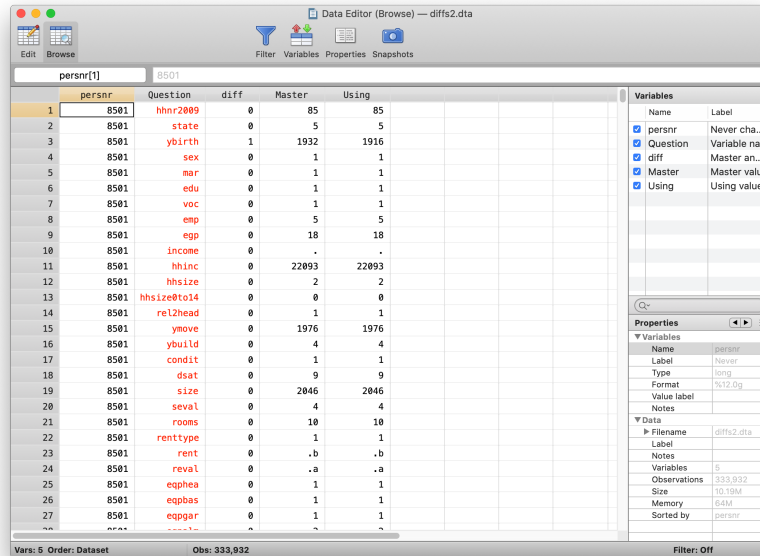 Data Editor (Browse) — diffs2.dta
Edit Browse Filter Variables Properties Snapshots
persnr[1] 8501
persnr Question diff Master Using
1 8501 hhnr2009 0 85 85
2 8501 state 0 5 5
3 8501 ybirth 1 1932 1916
4 8501 sex 0 1 1
5 8501 mar 0 1 1
6 8501 edu 0 1 1
7 8501 voc 0 1 1
8 8501 emp 0 5 5
9 8501 egp 0 18 18
10 8501 income 0 . .
11 8501 hhinc 0 22093 22093
12 8501 hhsize 0 2 2
13 8501 hhsize0to14 0 0 0
14 8501 rel2head 0 1 1
15 8501 ymove 0 1976 1976
16 8501 ybuild 0 4 4
17 8501 condit 0 1 1
18 8501 dsat 0 9 9
19 8501 size 0 2046 2046
20 8501 seval 0 4 4
21 8501 rooms 0 10 10
22 8501 renttype 0 1 1
23 8501 rent 0 .b .b
24 8501 reval 0 .a .a
25 8501 eqphea 0 1 1
26 8501 eqpbas 0 1 1
27 8501 eqpgar 0 1 1
Variables
Name Label
persnr Never cha..
Question Variable na
diff Master an..
Master Master valu
Using Using value
Properties
Variables
Name persnr
Label Never
Type long
Format %12.0g
Value label
Notes
Data
Filename diffs2.dta
Label
Notes
Variables 5
Observations 333,932
Size 10.19M
Memory 64M
Sorted by persnr
Vars: 5 Order: Dataset Obs: 333,932 Filter: Off